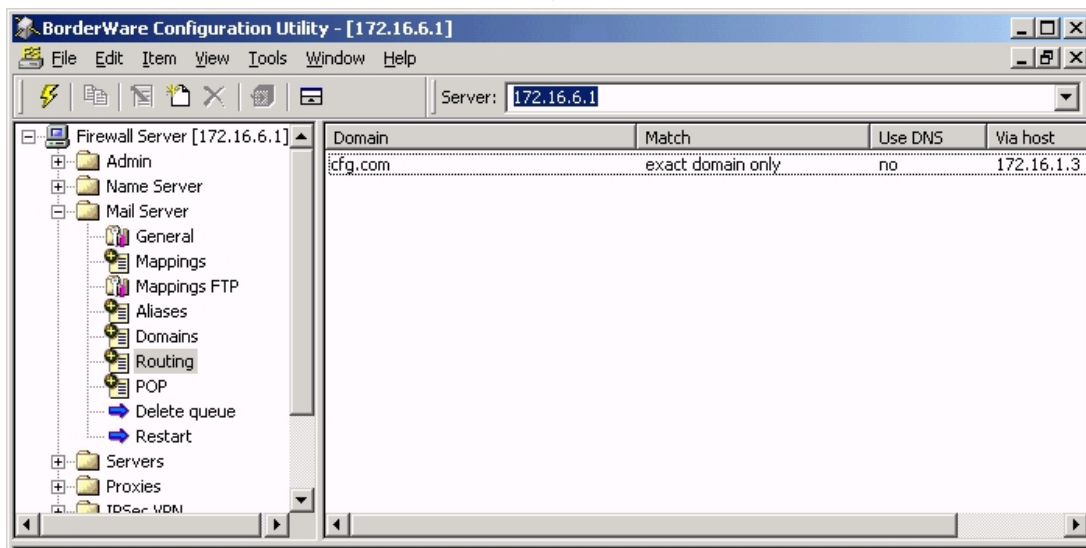 BorderWare Configuration Utility - [172.16.6.1]
File Edit Item View Tools Window Help
Server: 172.16.6.1
Firewall Server [172.16.6.1]
Admin
Name Server
Mail Server
General
Mappings
Mappings FTP
Aliases
Domains
Routing
POP
Delete queue
Restart
Servers
Proxies
IPSec VPN
Domain Match Use DNS Via host
cfg.com exact domain only no 172.16.1.3